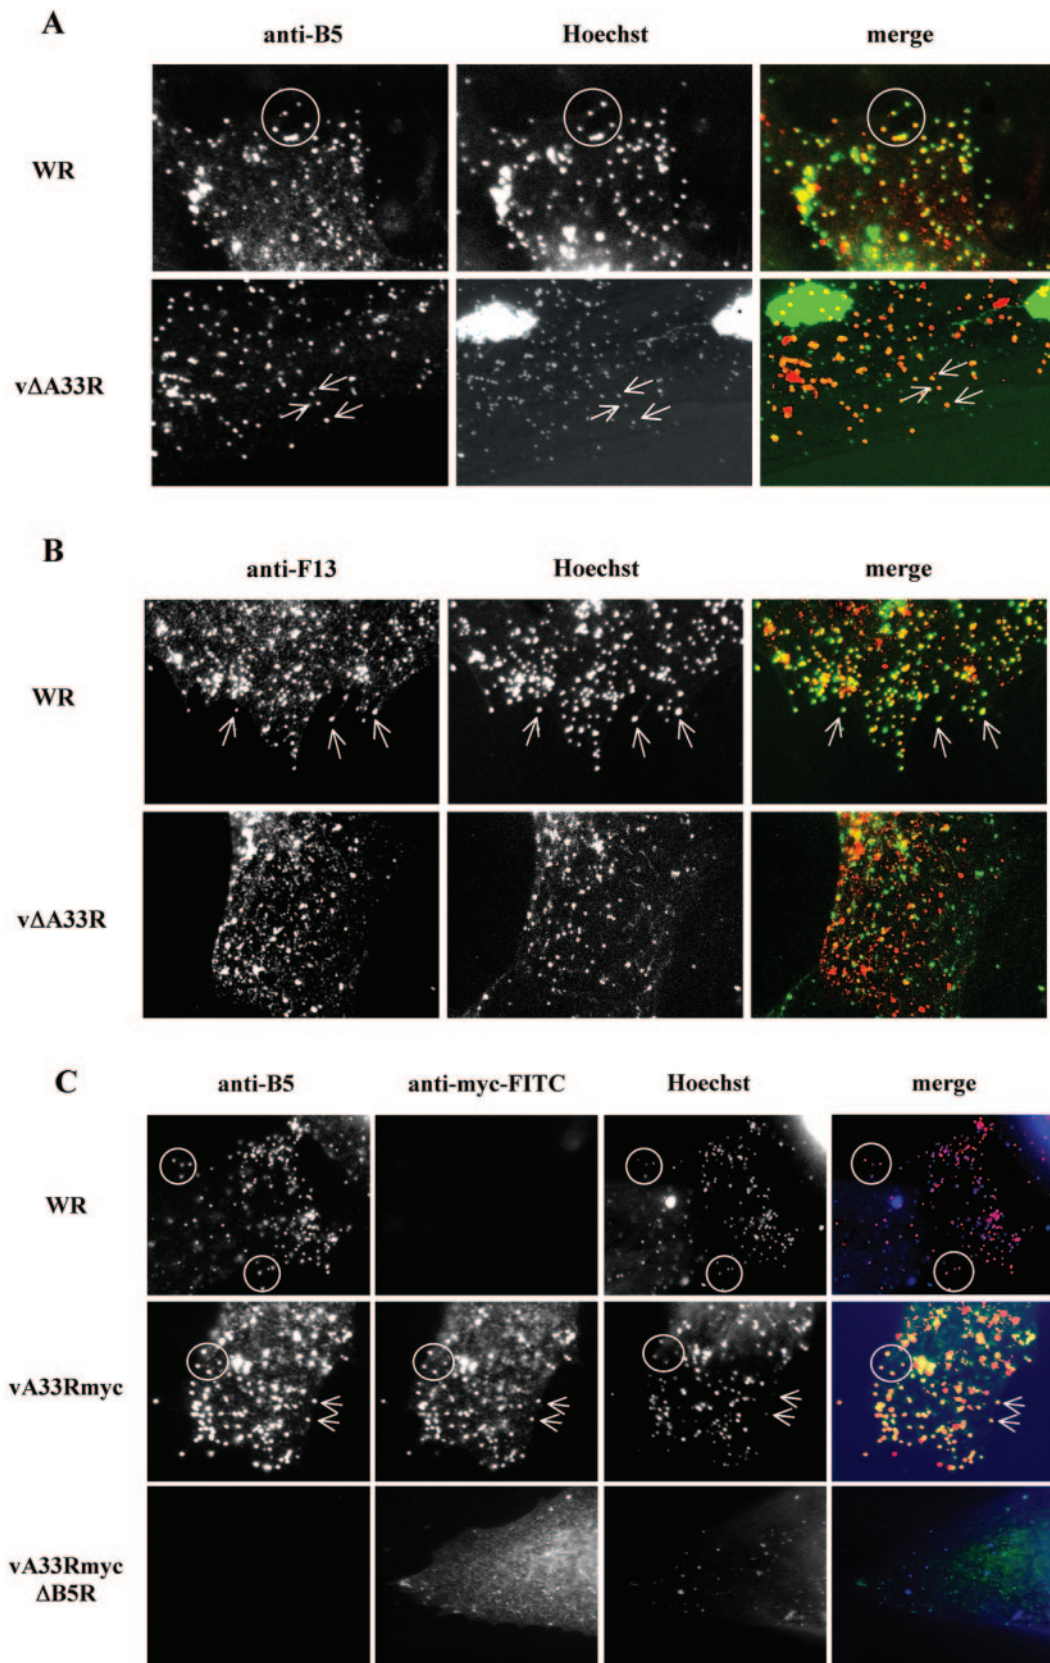 A
anti-B5 Hoechst merge
WR
vΔA33R
B
anti-F13 Hoechst merge
WR
vΔA33R
C
anti-B5 anti-myc-FITC Hoechst merge
WR
vA33Rmyc
vA33Rmyc
ΔB5R